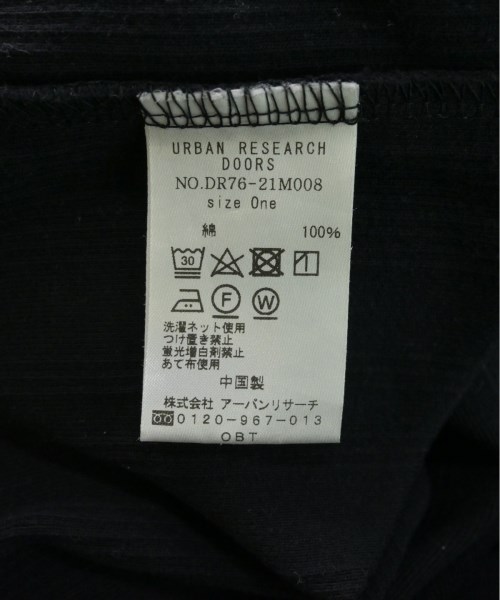 URBAN RESEARCH
DOORS
NO.DR76-21M008
size One
綿 100%
30
F W
洗濯ネット使用
つけ置き禁止
蛍光増白剤禁止
あて布使用
中国製
株式会社 アーバンリサーチ
0120-967-013
OBT